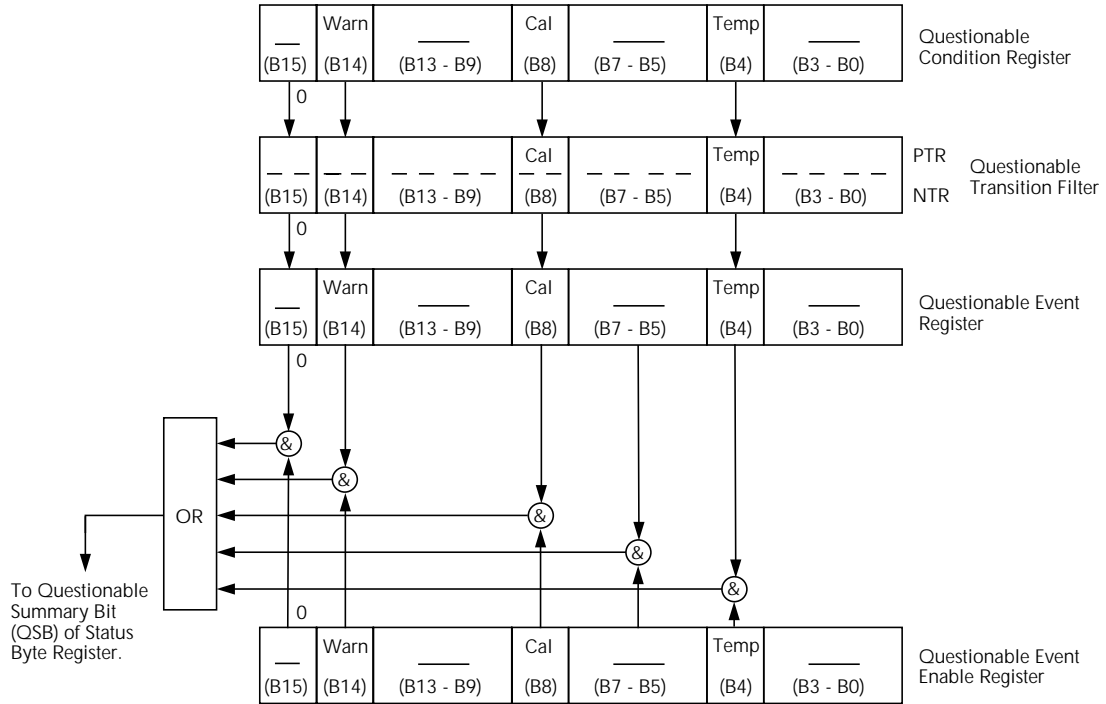 Warn Cal Temp
(B15) (B14) (B13 - B9) (B8) (B7 - B5) (B4) (B3 - B0)
Questionable
Condition Register
0
Cal Temp
(B15) (B14) (B13 - B9) (B8) (B7 - B5) (B4) (B3 - B0)
PTR
NTR
Questionable
Transition Filter
0
Warn Cal Temp
(B15) (B14) (B13 - B9) (B8) (B7 - B5) (B4) (B3 - B0)
Questionable Event
Register
0
&
&
&
&
&
OR
To Questionable
Summary Bit
(QSB) of Status
Byte Register.
0
Warn Cal Temp
(B15) (B14) (B13 - B9) (B8) (B7 - B5) (B4) (B3 - B0)
Questionable Event
Enable Register